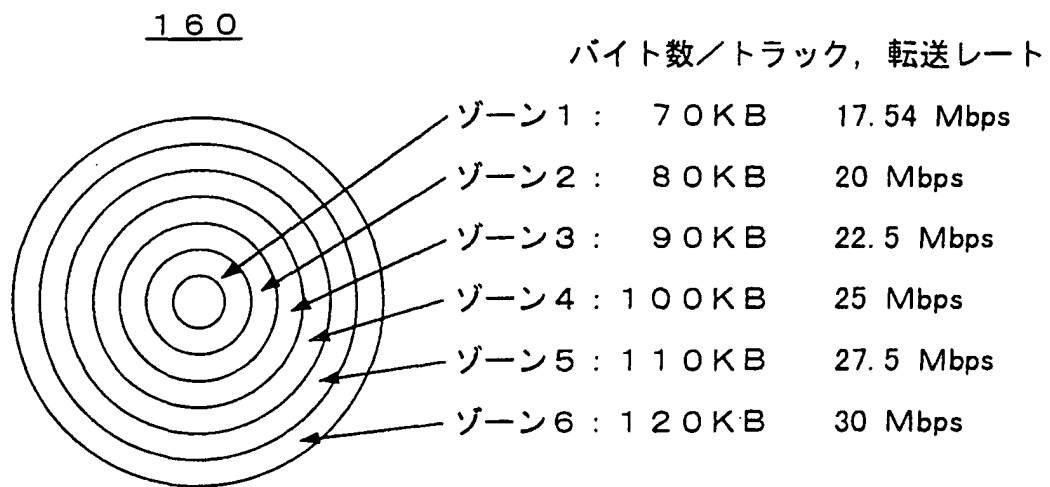 １６０
バイト数／トラック，転送レート
ゾーン１： ７０ＫＢ 17.54 Mbps
ゾーン２： ８０ＫＢ 20 Mbps
ゾーン３： ９０ＫＢ 22.5 Mbps
ゾーン４：１００ＫＢ 25 Mbps
ゾーン５：１１０ＫＢ 27.5 Mbps
ゾーン６：１２０ＫＢ 30 Mbps